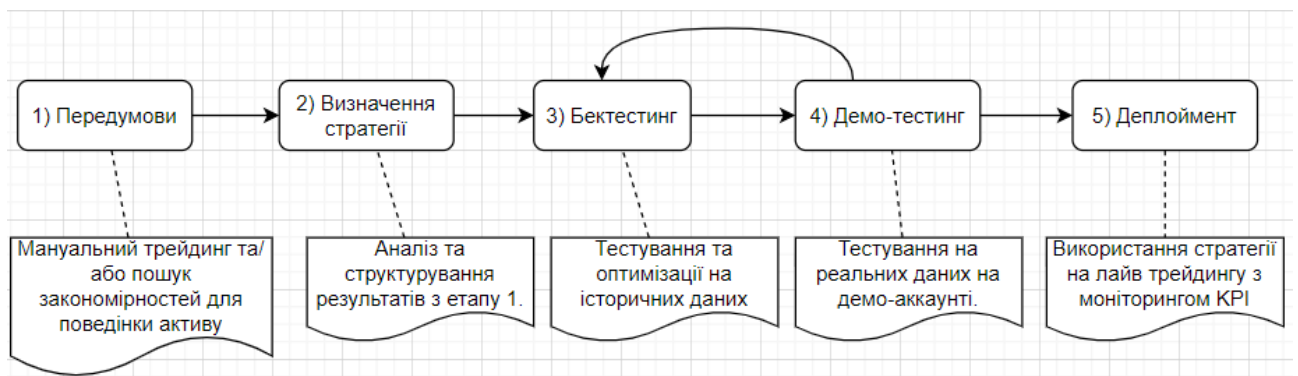 1) Передумови
2) Визначення
стратегії
3) Бектестинг
4) Демо-тестинг
5) Деплоймент
Мануальний трейдинг та/
або пошук
закономірностей для
поведінки активу
Аналіз та
структурування
результатів з етапу 1.
Тестування та
оптимізації на
історичних даних
Тестування на
реальних даних на
демо-аккаунті.
Використання стратегії
на лайв трейдингу з
моніторингом KPI